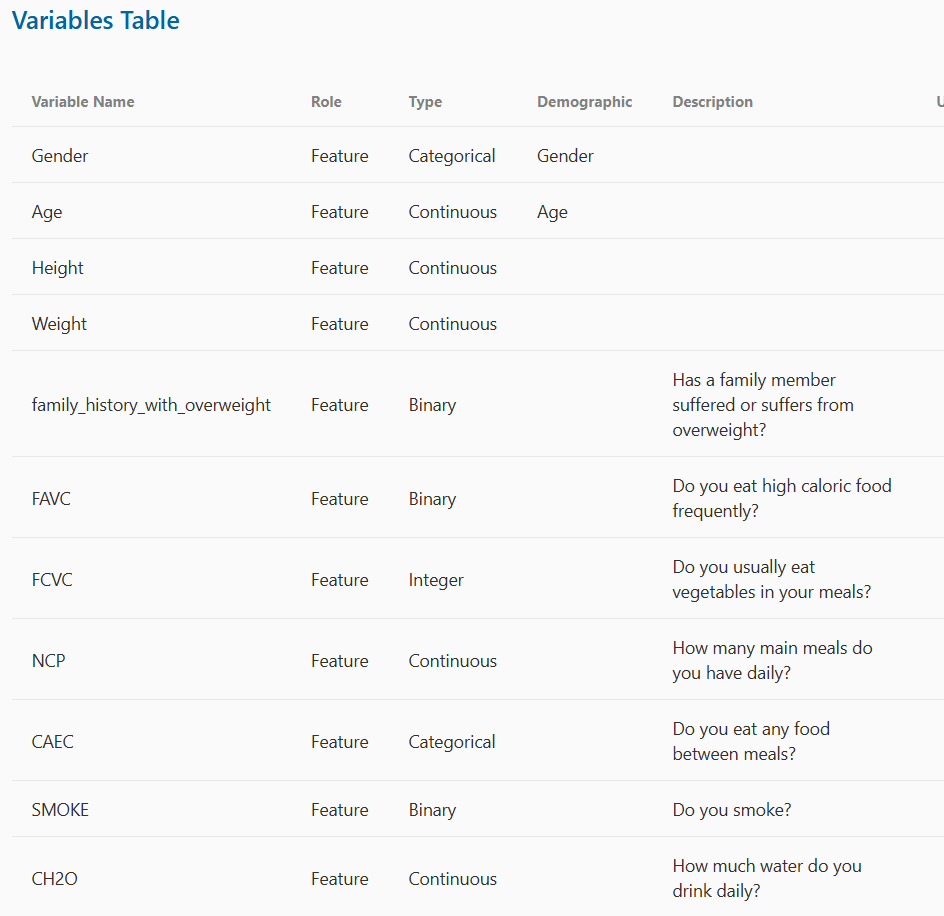 Variables Table
Variable Name Role Type Demographic Description
Gender Feature Categorical Gender
Age Feature Continuous Age
Height Feature Continuous
Weight Feature Continuous
family_history_with_overweight Feature Binary Has a family member
suffered or suffers from
overweight?
FAVC Feature Binary Do you eat high caloric food
frequently?
FCVC Feature Integer Do you usually eat
vegetables in your meals?
NCP Feature Continuous How many main meals do
you have daily?
CAEC Feature Categorical Do you eat any food
between meals?
SMOKE Feature Binary Do you smoke?
CH2O Feature Continuous How much water do you
drink daily?